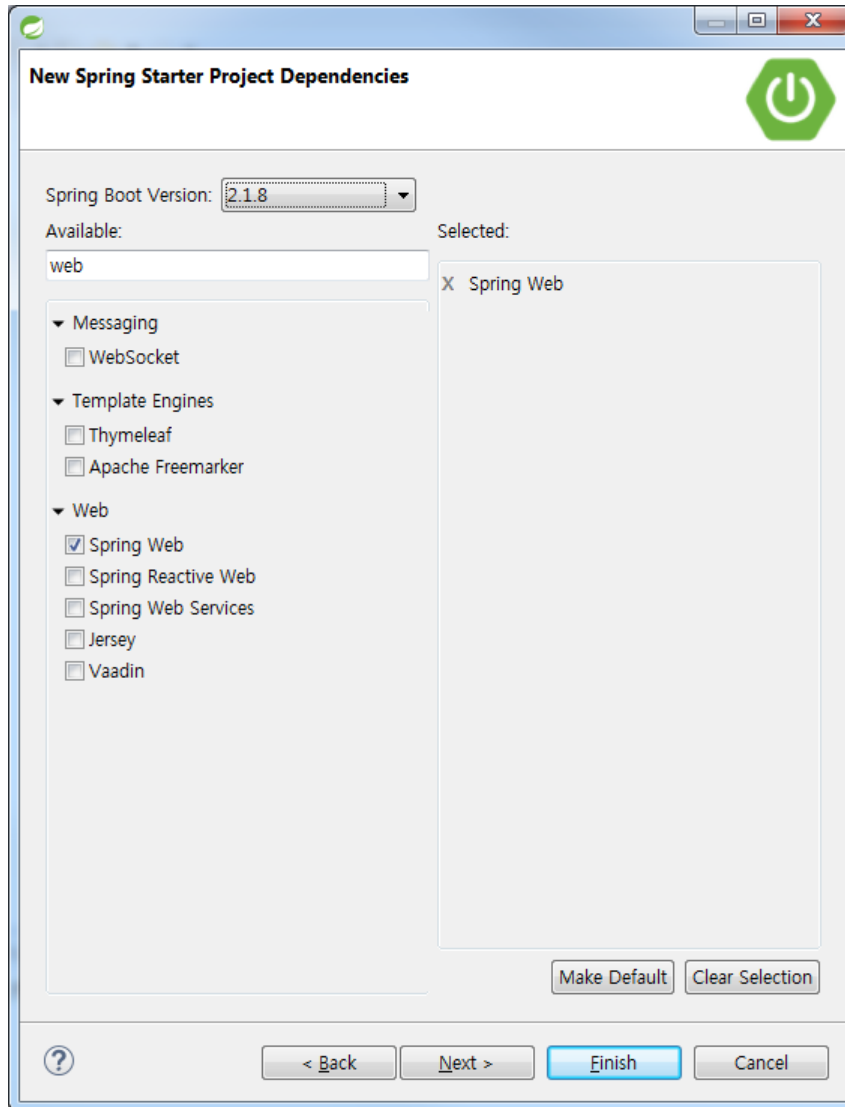 New Spring Starter Project Dependencies
Spring Boot Version: 2.1.8
Available:
Selected:
web
X Spring Web
Messaging
WebSocket
Template Engines
Thymeleaf
Apache Freemarker
Web
Spring Web
Spring Reactive Web
Spring Web Services
Jersey
Vaadin
Make Default
Clear Selection
?
< Back
Next >
Finish
Cancel